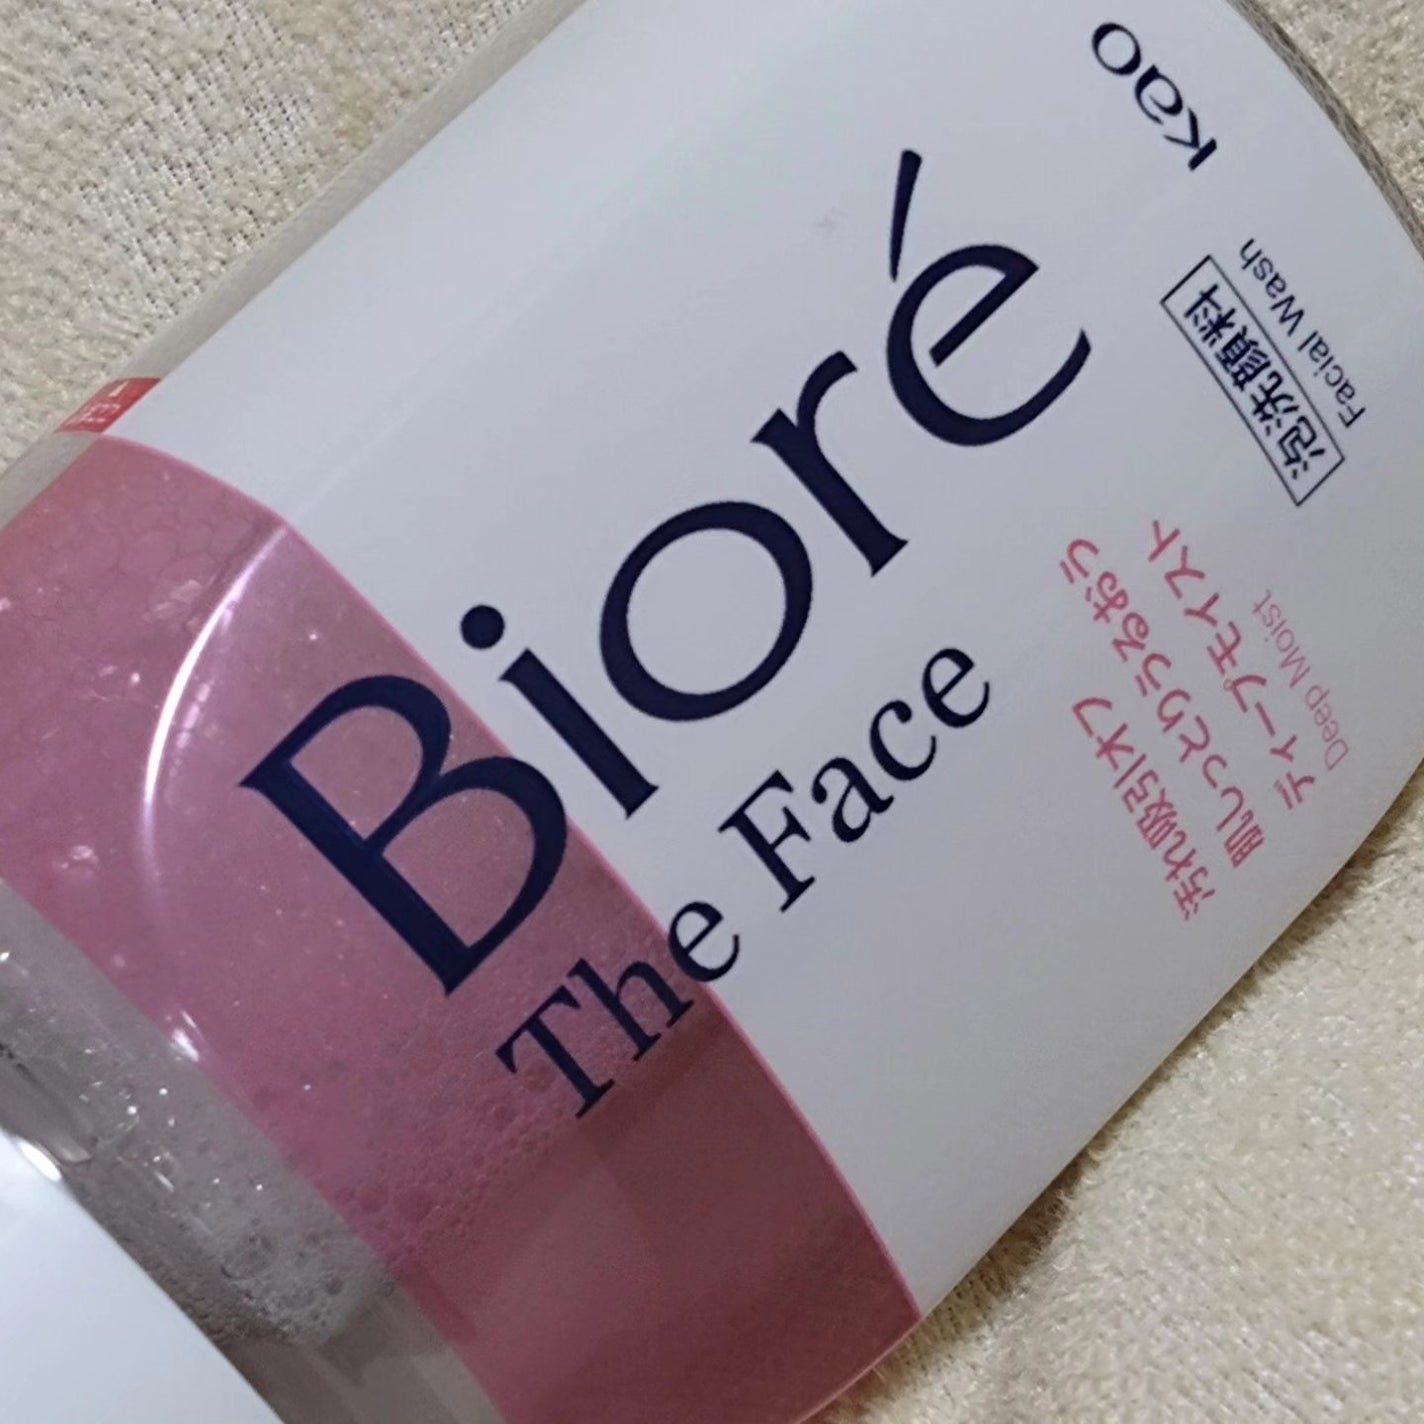 Bioré
The Face
Kao
泡洗顔料
Facial Wash
汚れ吸引オフ
肌しっとりうるおう
ディープモイスト
Deep Moist